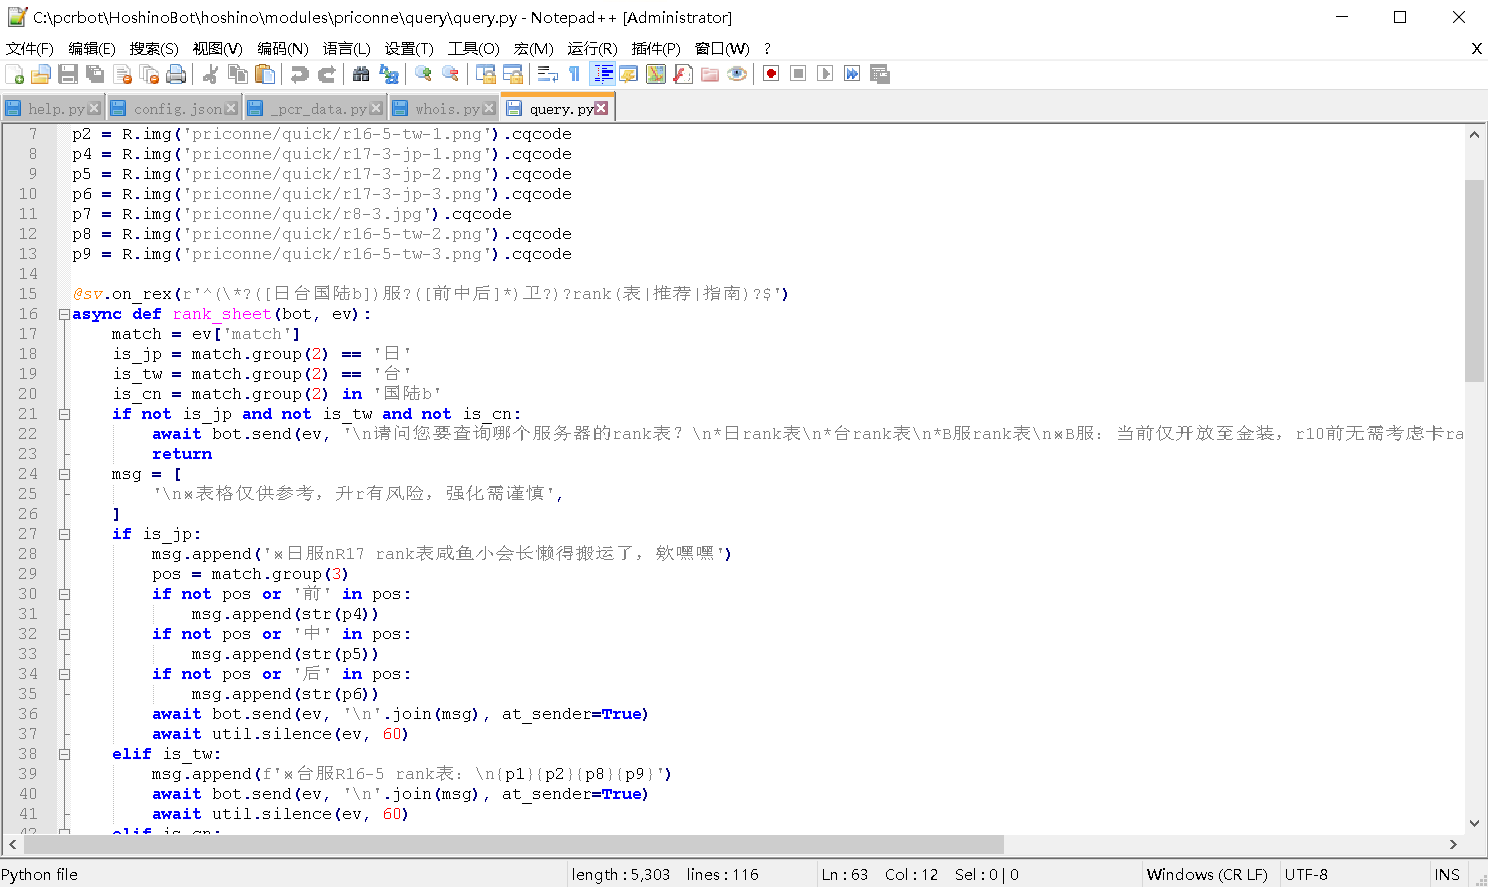 C:\pcrbot\HoshinoBot\hoshino\modules\priconne\query\query.py - Notepad++ [Administrator]
文件(F) 编辑(E) 搜索(S) 视图(V) 编码(N) 语言(L) 设置(T) 工具(O) 宏(M) 运行(R) 插件(P) 窗口(W) ? X
help.py config.json _pcr_data.py whois.py query.py
7 p2 = R.img('priconne/quick/r16-5-tw-1.png').cqcode
8 p4 = R.img('priconne/quick/r17-3-jp-1.png').cqcode
9 p5 = R.img('priconne/quick/r17-3-jp-2.png').cqcode
10 p6 = R.img('priconne/quick/r17-3-jp-3.png').cqcode
11 p7 = R.img('priconne/quick/r8-3.jpg').cqcode
12 p8 = R.img('priconne/quick/r16-5-tw-2.png').cqcode
13 p9 = R.img('priconne/quick/r16-5-tw-3.png').cqcode
14
15 @sv.on_rex(r'^(\*?([日台国陆b])服?([前中后]*)卫?)?rank(表|推荐|指南)?$')
16 async def rank_sheet(bot, ev):
17 match = ev['match']
18 is_jp = match.group(2) == '日'
19 is_tw = match.group(2) == '台'
20 is_cn = match.group(2) in '国陆b'
21 if not is_jp and not is_tw and not is_cn:
22 await bot.send(ev, '\n请问您要查询哪个服务器的rank表? \n*日rank表\n*台rank表\n*B服rank表\n※B服: 当前仅开放至金装, r10前无需考虑卡ra
23 return
24 msg = [
25 '\n※表格仅供参考, 升r有风险, 强化需谨慎',
26 ]
27 if is_jp:
28 msg.append('※日服nR17 rank表咸鱼小会长懒得搬运了, 欸嘿嘿')
29 pos = match.group(3)
30 if not pos or '前' in pos:
31 msg.append(str(p4))
32 if not pos or '中' in pos:
33 msg.append(str(p5))
34 if not pos or '后' in pos:
35 msg.append(str(p6))
36 await bot.send(ev, '\n'.join(msg), at_sender=True)
37 await util.silence(ev, 60)
38 elif is_tw:
39 msg.append(f'※台服R16-5 rank表: \n{p1}{p2}{p8}{p9}')
40 await bot.send(ev, '\n'.join(msg), at_sender=True)
41 await util.silence(ev, 60)
42 elif is_cn:
Python file length : 5,303 lines : 116 Ln : 63 Col : 12 Sel : 0 | 0 Windows (CR LF) UTF-8 INS